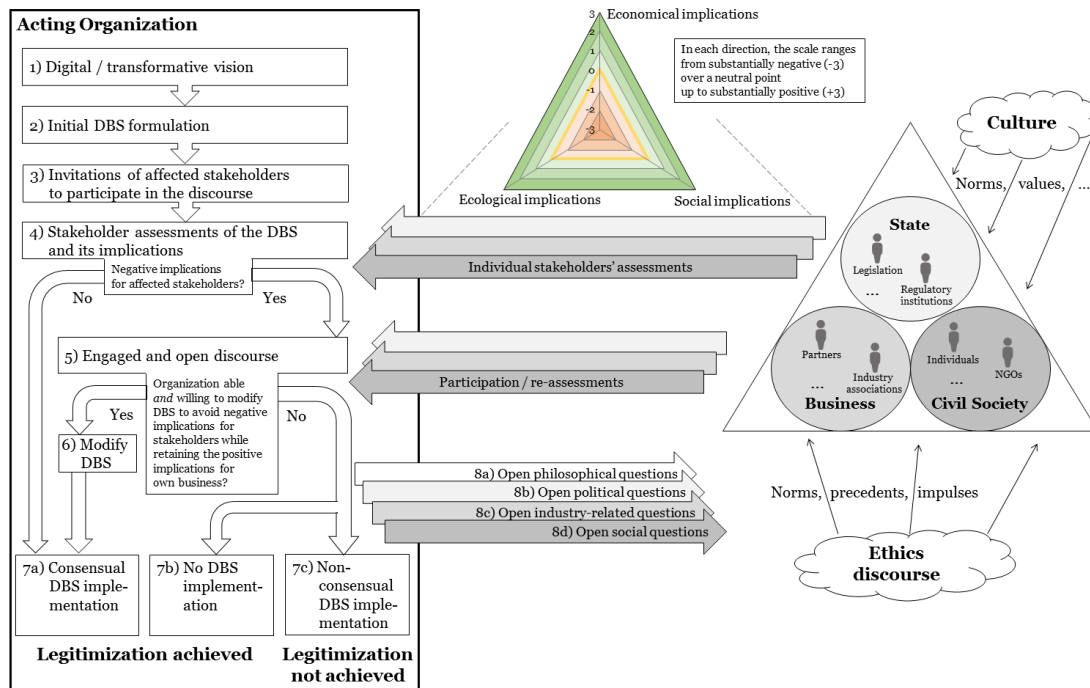 Acting Organization
1) Digital / transformative vision
2) Initial DBS formulation
3) Invitations of affected stakeholders
to participate in the discourse
4) Stakeholder assessments of the DBS
and its implications
Negative implications
for affected stakeholders?
No
Yes
5) Engaged and open discourse
Organization able
and willing to modify
DBS to avoid negative
implications for
stakeholders while
retaining the positive
implications for
own business?
Yes
No
6) Modify
DBS
7a) Consensual
DBS imple-
mentation
7b) No DBS
implement-
ation
7c) Non-
consensual
DBS imple-
mentation
Legitimization achieved
Legitimization
not achieved
Economical implications
3
2
1
0
-1
-2
-3
Ecological implications
Social implications
In each direction, the scale ranges
from substantially negative (-3)
over a neutral point
up to substantially positive (+3)
Individual stakeholders' assessments
Participation / re-assessments
8a) Open philosophical questions
8b) Open political questions
8c) Open industry-related questions
8d) Open social questions
Culture
Norms, values, ...
State
Legislation
Regulatory
institutions
...
Partners
Industry
associations
...
Business
Individuals
NGOs
...
Civil Society
Norms, precedents, impulses
Ethics
discourse